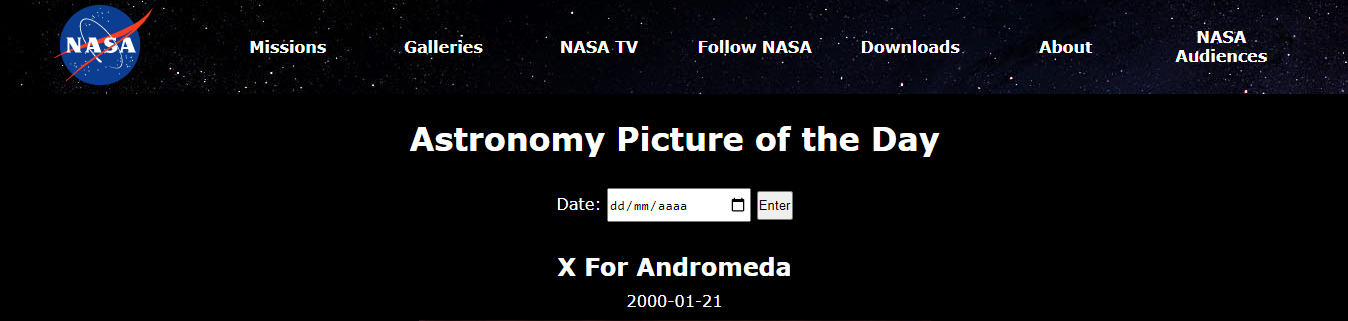 NASA
Missions
Galleries
NASA TV
Follow NASA
Downloads
About
NASA
Audiences
Astronomy Picture of the Day
Date: dd/mm/aaaa Enter
X For Andromeda
2000-01-21